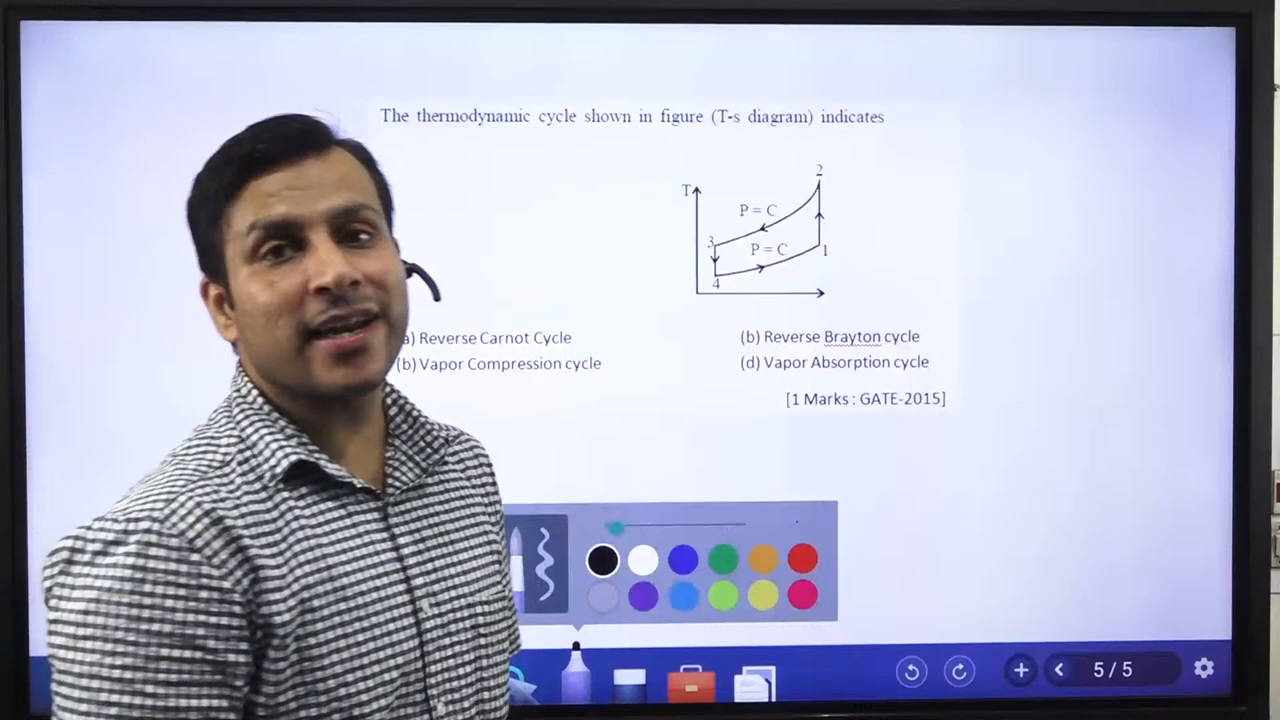 The thermodynamic cycle shown in figure (T-s diagram) indicates
2
T
P = C
3
P = C
1
4
a) Reverse Carnot Cycle
(b) Reverse Brayton cycle
(b) Vapor Compression cycle
(d) Vapor Absorption cycle
[1 Marks : GATE-2015]
5 / 5